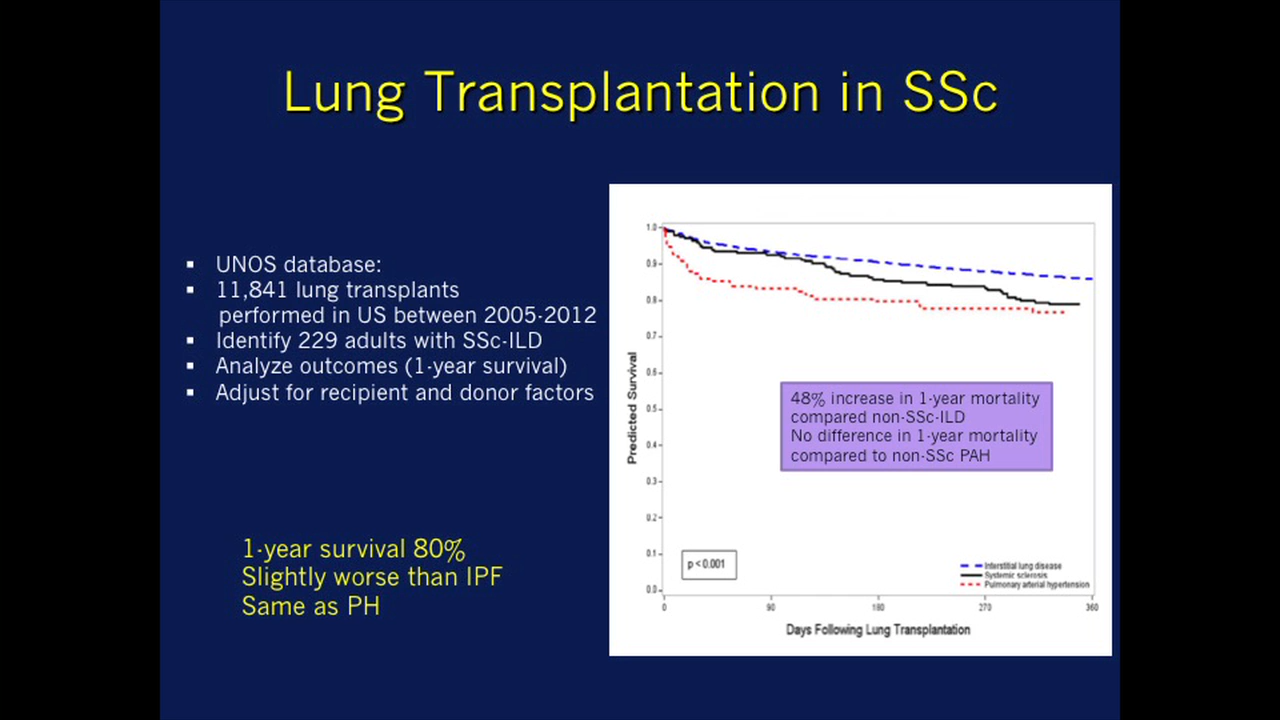 Lung Transplantation in SSc
▪ UNOS database:
▪ 11,841 lung transplants
performed in US between 2005-2012
▪ Identify 229 adults with SSc-ILD
▪ Analyze outcomes (1-year survival)
▪ Adjust for recipient and donor factors
1-year survival 80%
Slightly worse than IPF
Same as PH
Predicted Survival
1.0
0.9
0.8
0.7
0.6
0.5
0.4
0.3
0.2
0.1
0.0
48% increase in 1-year mortality
compared non-SSc-ILD
No difference in 1-year mortality
compared to non-SSc PAH
p < 0.001
Interstitial lung disease
Systemic sclerosis
Pulmonary arterial hypertension
0 90 180 270 360
Days Following Lung Transplantation